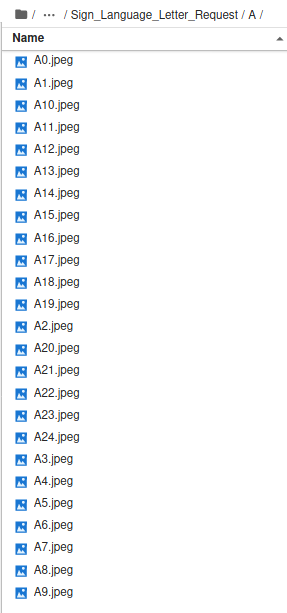 / ··· / Sign_Language_Letter_Request / A /
Name
A0.jpeg
A1.jpeg
A10.jpeg
A11.jpeg
A12.jpeg
A13.jpeg
A14.jpeg
A15.jpeg
A16.jpeg
A17.jpeg
A18.jpeg
A19.jpeg
A2.jpeg
A20.jpeg
A21.jpeg
A22.jpeg
A23.jpeg
A24.jpeg
A3.jpeg
A4.jpeg
A5.jpeg
A6.jpeg
A7.jpeg
A8.jpeg
A9.jpeg